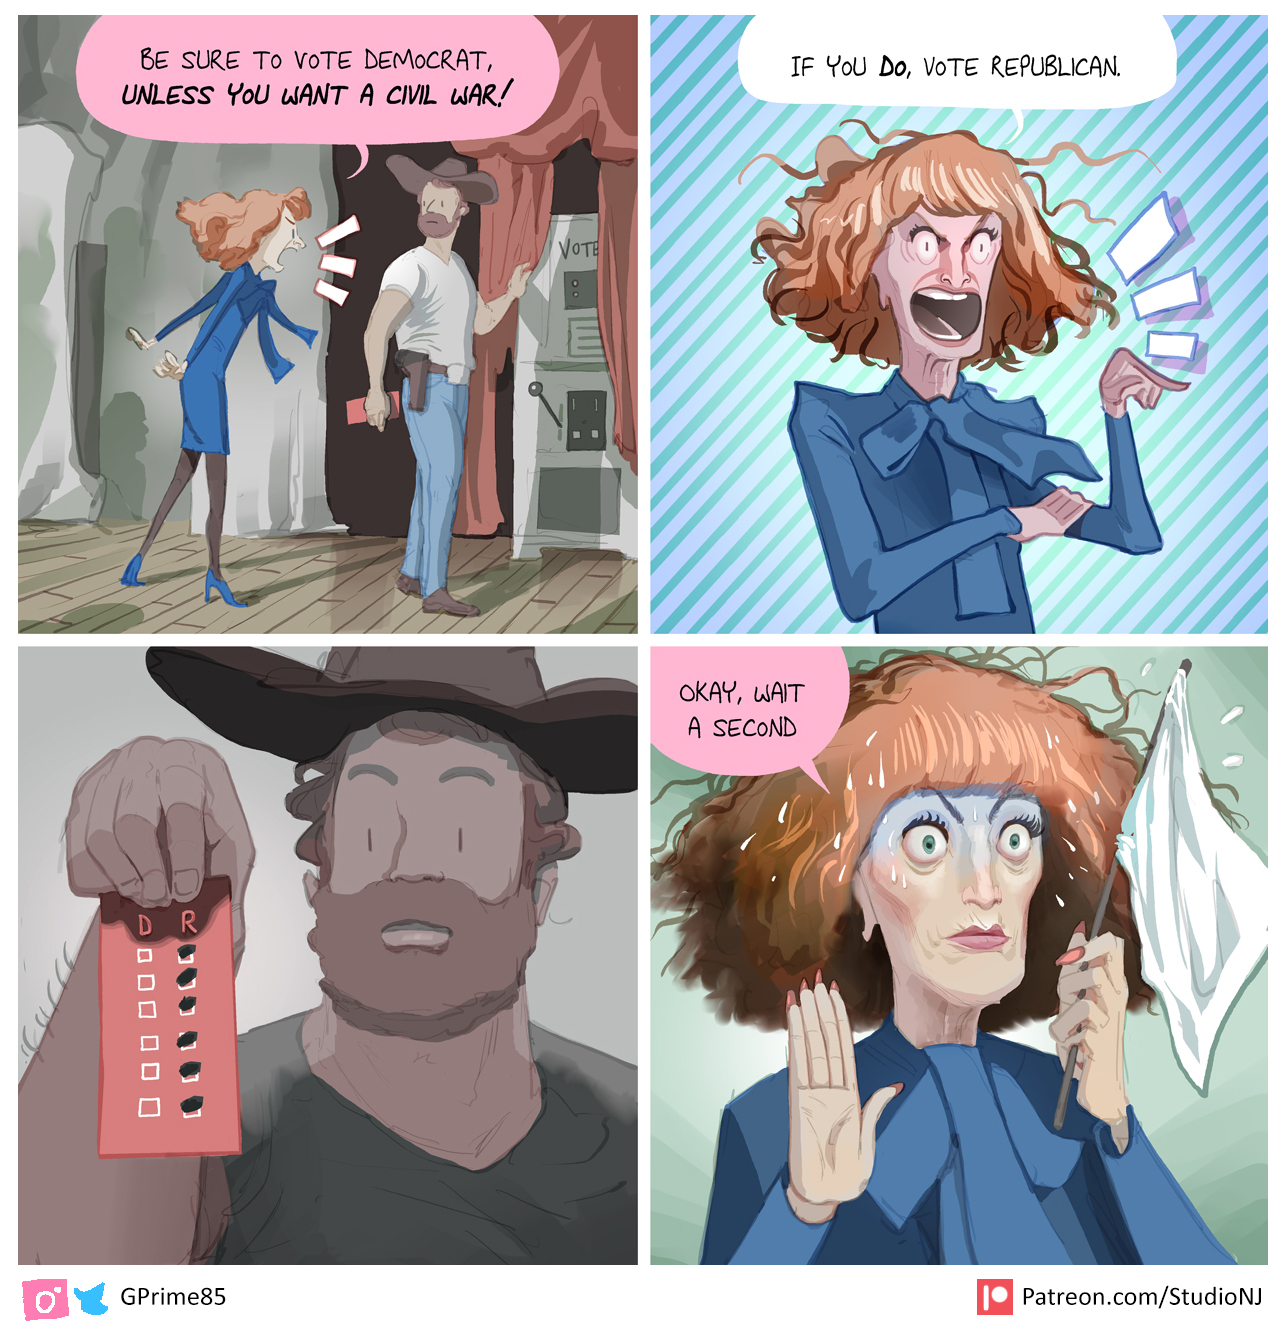 BE SURE TO VOTE DEMOCRAT,
UNLESS YOU WANT A CIVIL WAR!
VOTE
IF YOU DO, VOTE REPUBLICAN.
D R
OKAY, WAIT
A SECOND
GPrime85
Patreon.com/StudioNJ